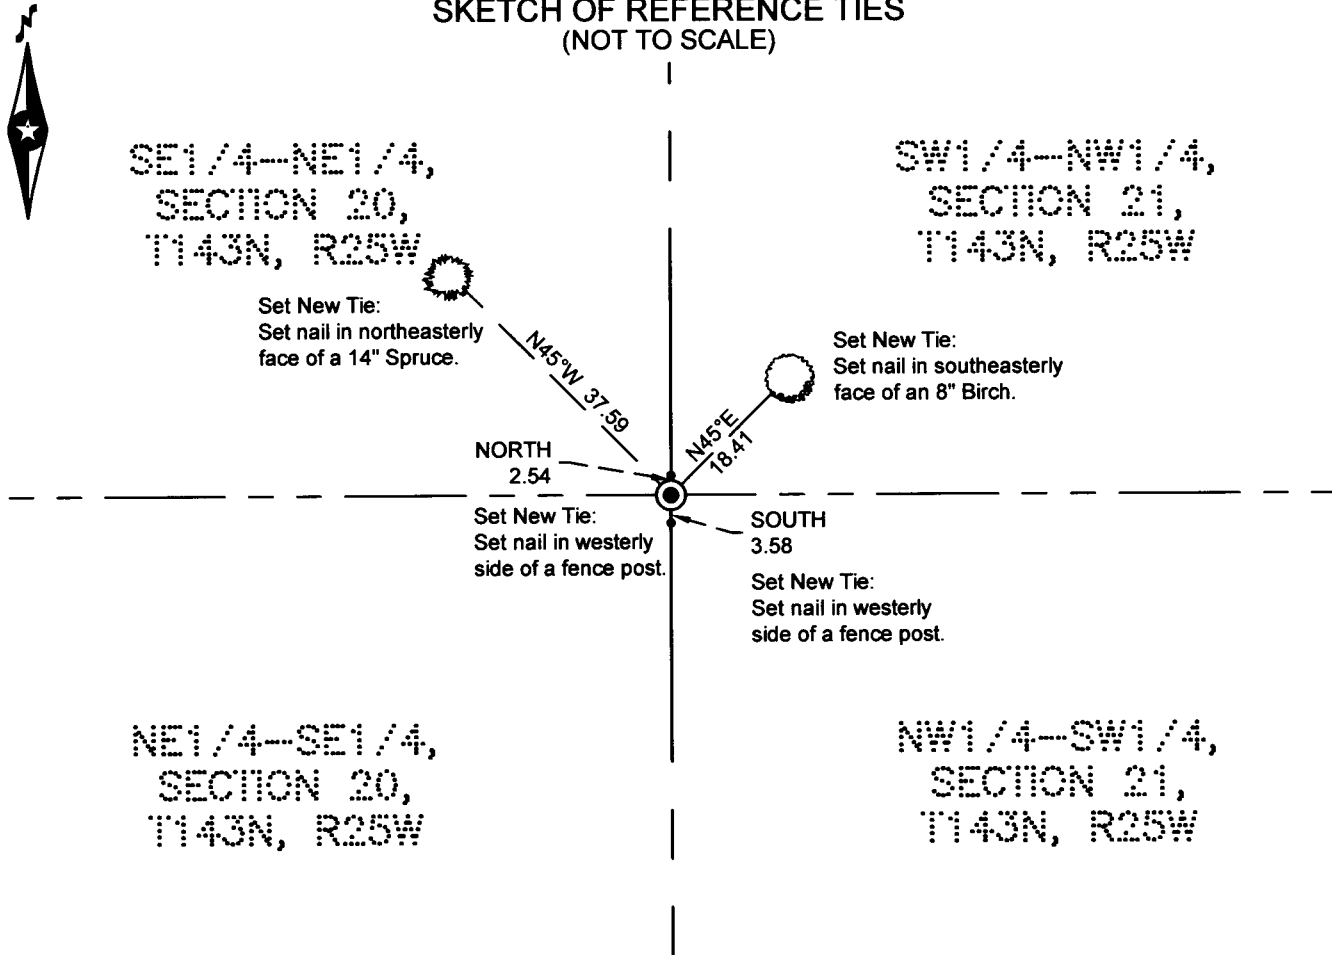 SKETCH OF REFERENCE TIES
(NOT TO SCALE)
N
SE1/4-NE1/4,
SECTION 20,
T143N, R25W
SW1/4-NW1/4,
SECTION 21,
T143N, R25W
Set New Tie:
Set nail in northeasterly
face of a 14" Spruce.
N45°W 37.59
Set New Tie:
Set nail in southeasterly
face of an 8" Birch.
N45°E
18.41
NORTH
2.54
Set New Tie:
Set nail in westerly
side of a fence post.
SOUTH
3.58
Set New Tie:
Set nail in westerly
side of a fence post.
NE1/4-SE1/4,
SECTION 20,
T143N, R25W
NW1/4-SW1/4,
SECTION 21,
T143N, R25W